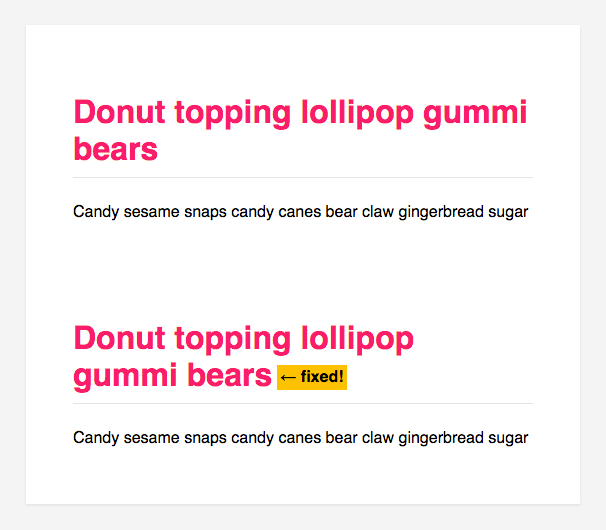 Donut topping lollipop gummi
bears
Candy sesame snaps candy canes bear claw gingerbread sugar
Donut topping lollipop
gummi bears ← fixed!
Candy sesame snaps candy canes bear claw gingerbread sugar